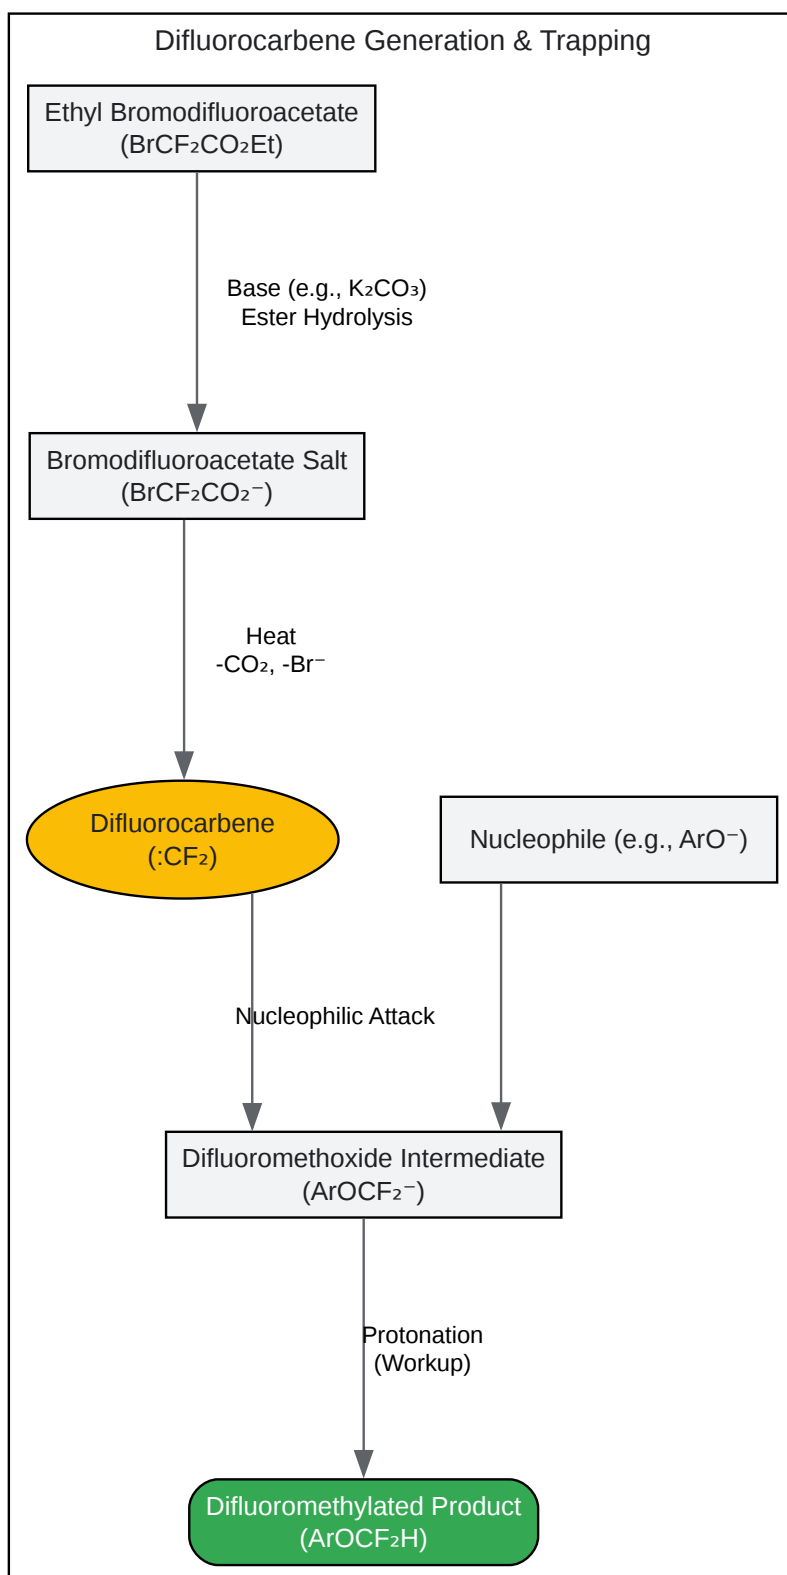 Difluorocarbene Generation & Trapping
Ethyl Bromodifluoroacetate
(BrCF₂CO₂Et)
Base (e.g., K₂CO₃)
Ester Hydrolysis
Bromodifluoroacetate Salt
(BrCF₂CO₂⁻)
Heat
-CO₂, -Br⁻
Difluorocarbene
(:CF₂)
Nucleophile (e.g., ArO⁻)
Nucleophilic Attack
Difluoromethoxide Intermediate
(ArOCF₂⁻)
Protonation
(Workup)
Difluoromethylated Product
(ArOCF₂H)